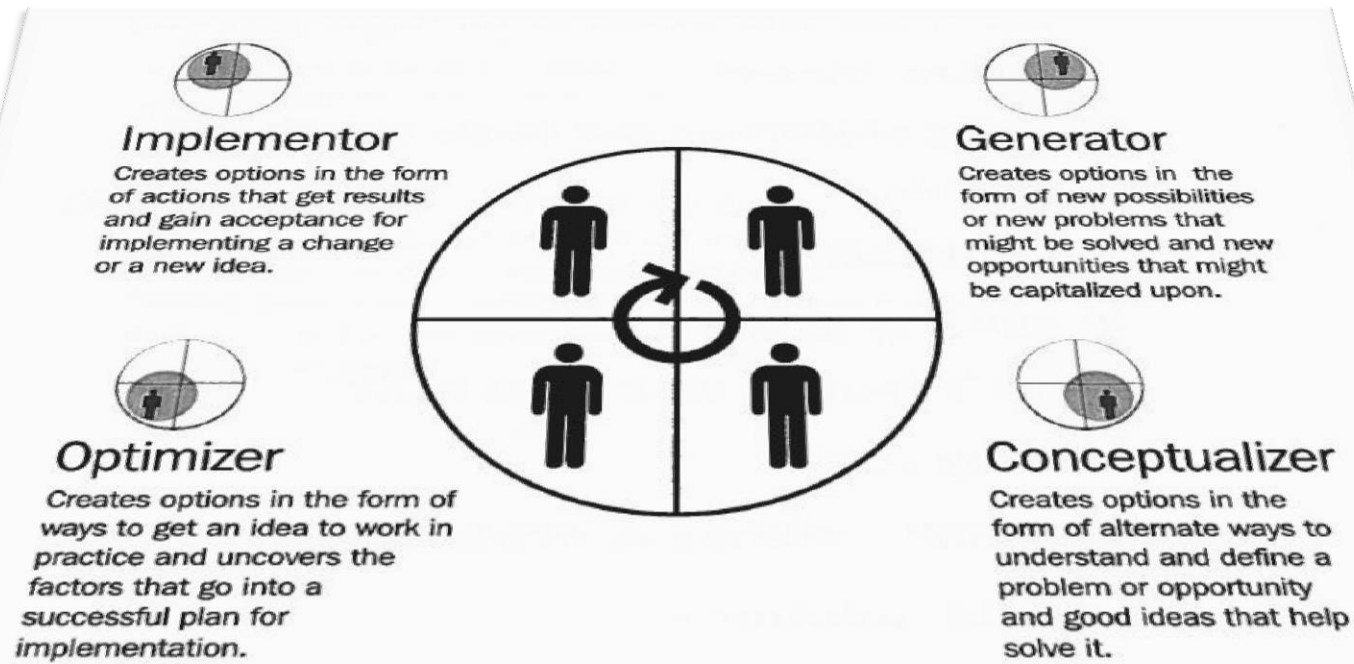 Implementor
Creates options in the form
of actions that get results
and gain acceptance for
implementing a change
or a new idea.
Generator
Creates options in the
form of new possibilities
or new problems that
might be solved and new
opportunities that might
be capitalized upon.
Optimizer
Creates options in the form of
ways to get an idea to work in
practice and uncovers the
factors that go into a
successful plan for
implementation.
Conceptualizer
Creates options in the
form of alternate ways to
understand and define a
problem or opportunity
and good ideas that help
solve it.